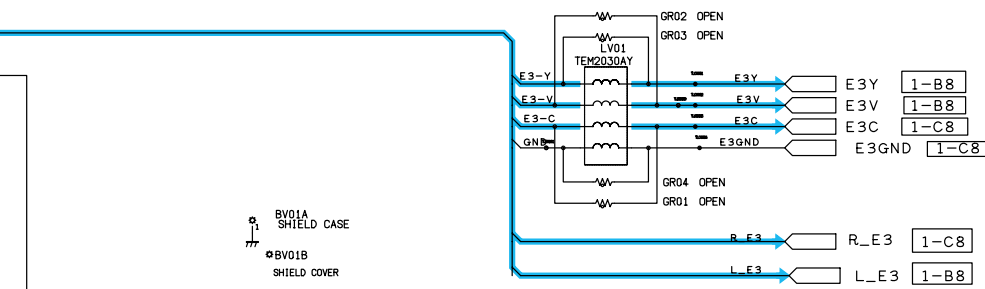 GR02 OPEN
GR03 OPEN
LV01
TEM2030AY
E3-Y E3Y E3Y 1-B8
E3-V E3V E3V 1-B8
E3-C E3C E3C 1-C8
GND E3GND E3GND 1-C8
GR04 OPEN
GR01 OPEN
BV01A
1 SHIELD CASE
BV01B
SHIELD COVER
R_E3 R_E3 1-C8
L_E3 L_E3 1-B8